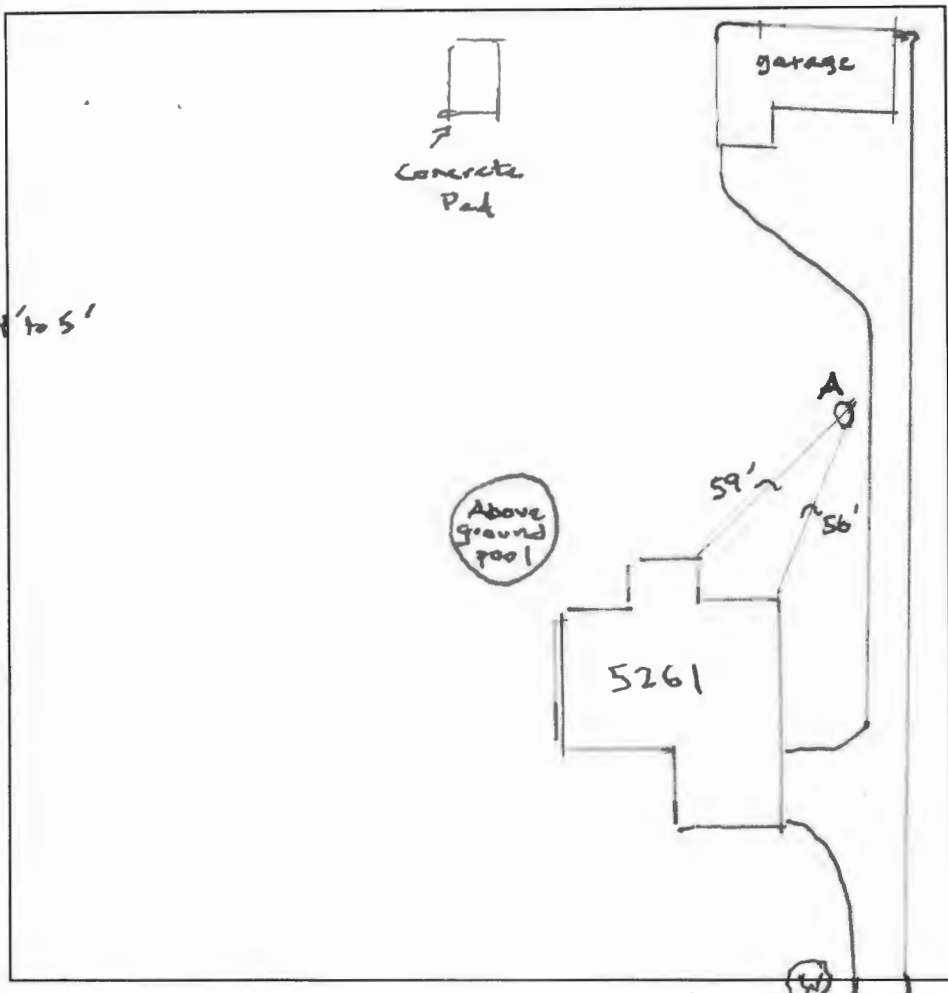 garage
Concrete
Pad
' to 5'
A
59'
~ 56'
Above
ground
pool
5261
W